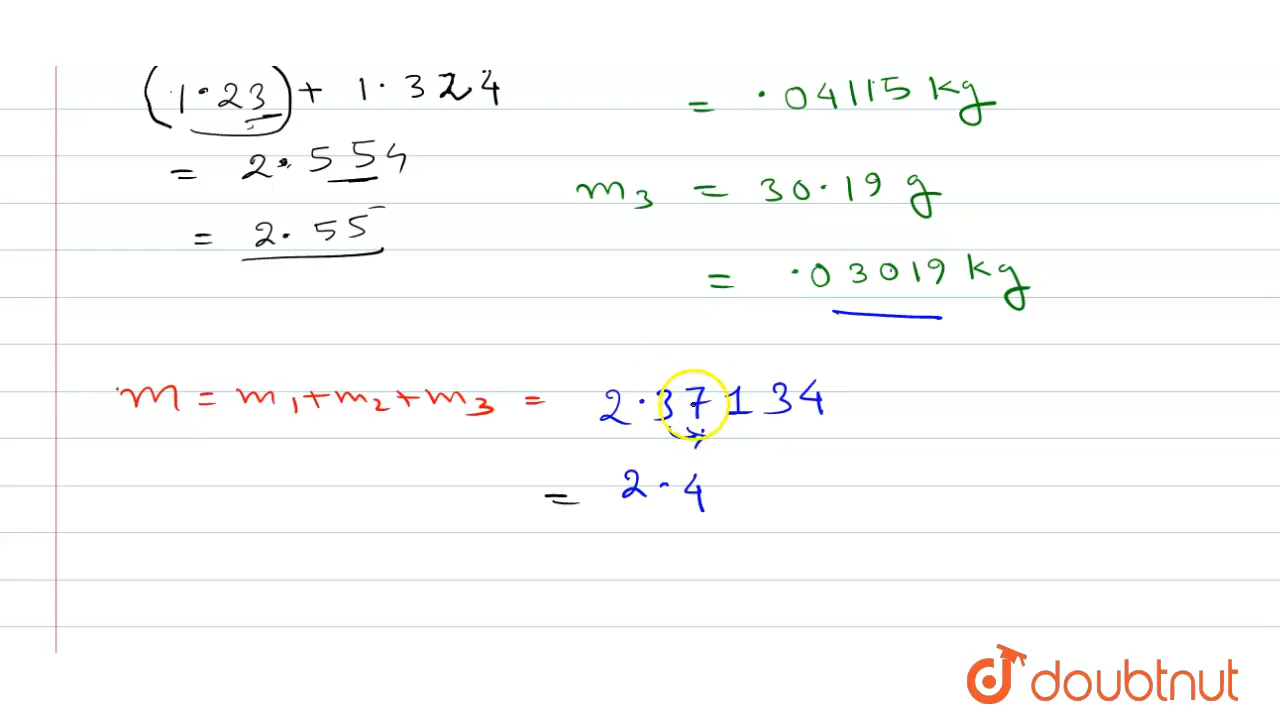 (1.23) + 1.324
= 2.554
= 2.55
= .04115 kg
m3 = 30.19 g
= .03019 kg
m = m1+m2+m3 = 2.37134
= 2.4
doubtnut